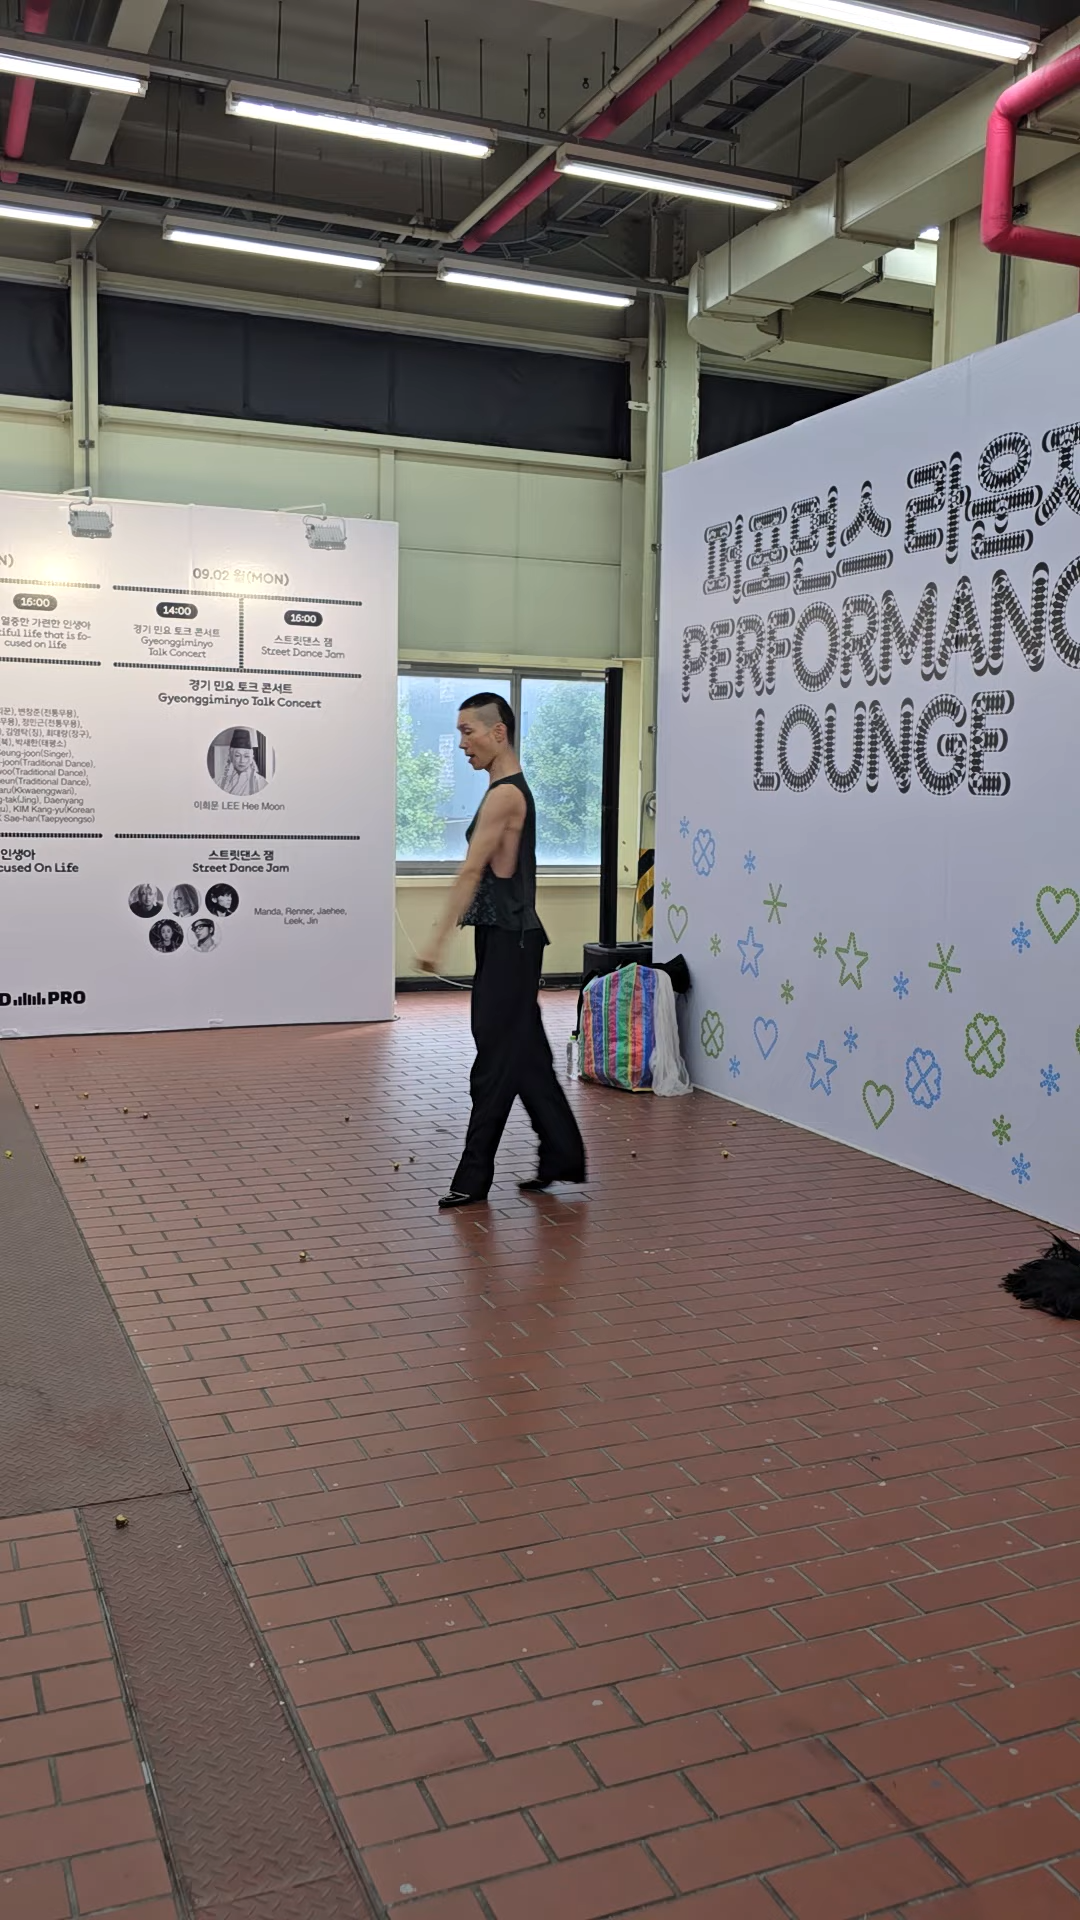 N)
16:00
열중한 가련한 인생아
tiful life that is fo-
cused on life
인생아
cused On Life
09.02 월(MON)
14:00
경기 민요 토크 콘서트
Gyeonggiminyo
Talk Concert
16:00
스트릿댄스 잼
Street Dance Jam
경기 민요 토크 콘서트
Gyeonggiminyo Talk Concert
이희문 LEE Hee Moon
스트릿댄스 잼
Street Dance Jam
Manda, Renner, Jaehee,
Leek, Jin
PRO
퍼포먼스 라운지
PERFORMANC
LOUNGE